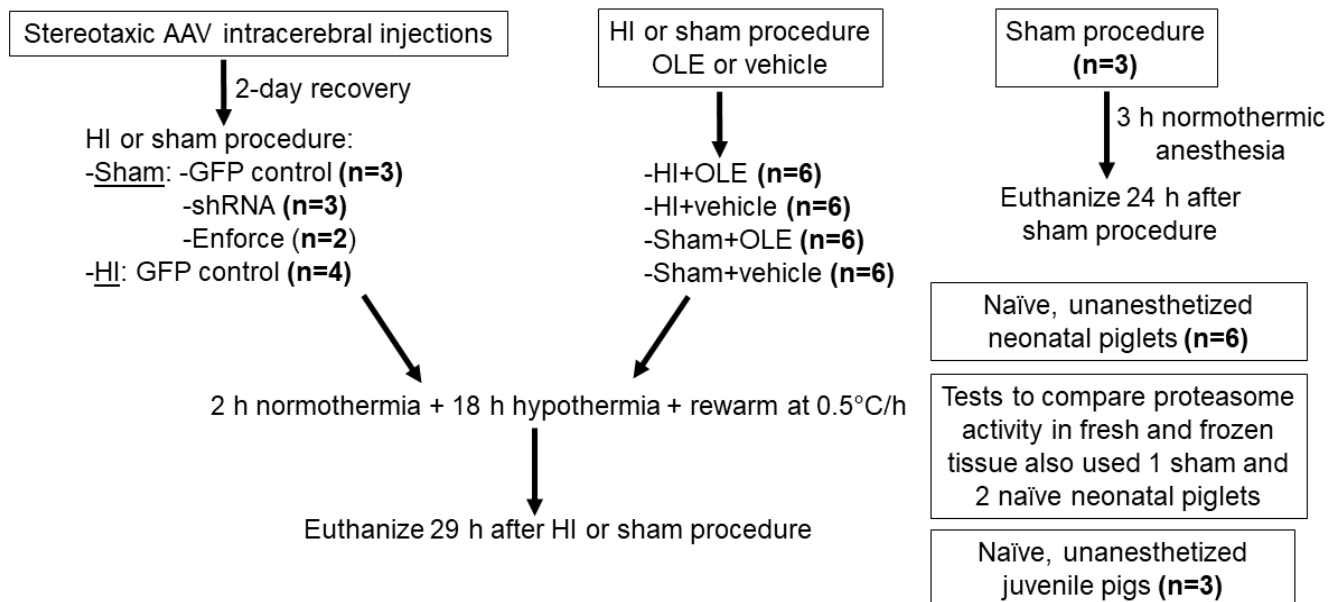 Stereotaxic AAV intracerebral injections
2-day recovery
HI or sham procedure:
-Sham: -GFP control (n=3)
-shRNA (n=3)
-Enforce (n=2)
-HI: GFP control (n=4)
HI or sham procedure
OLE or vehicle
-HI+OLE (n=6)
-HI+vehicle (n=6)
-Sham+OLE (n=6)
-Sham+vehicle (n=6)
2 h normothermia + 18 h hypothermia + rewarm at 0.5°C/h
Euthanize 29 h after HI or sham procedure
Sham procedure
(n=3)
3 h normothermic
anesthesia
Euthanize 24 h after
sham procedure
Naïve, unanesthetized
neonatal piglets (n=6)
Tests to compare proteasome
activity in fresh and frozen
tissue also used 1 sham and
2 naïve neonatal piglets
Naïve, unanesthetized
juvenile pigs (n=3)